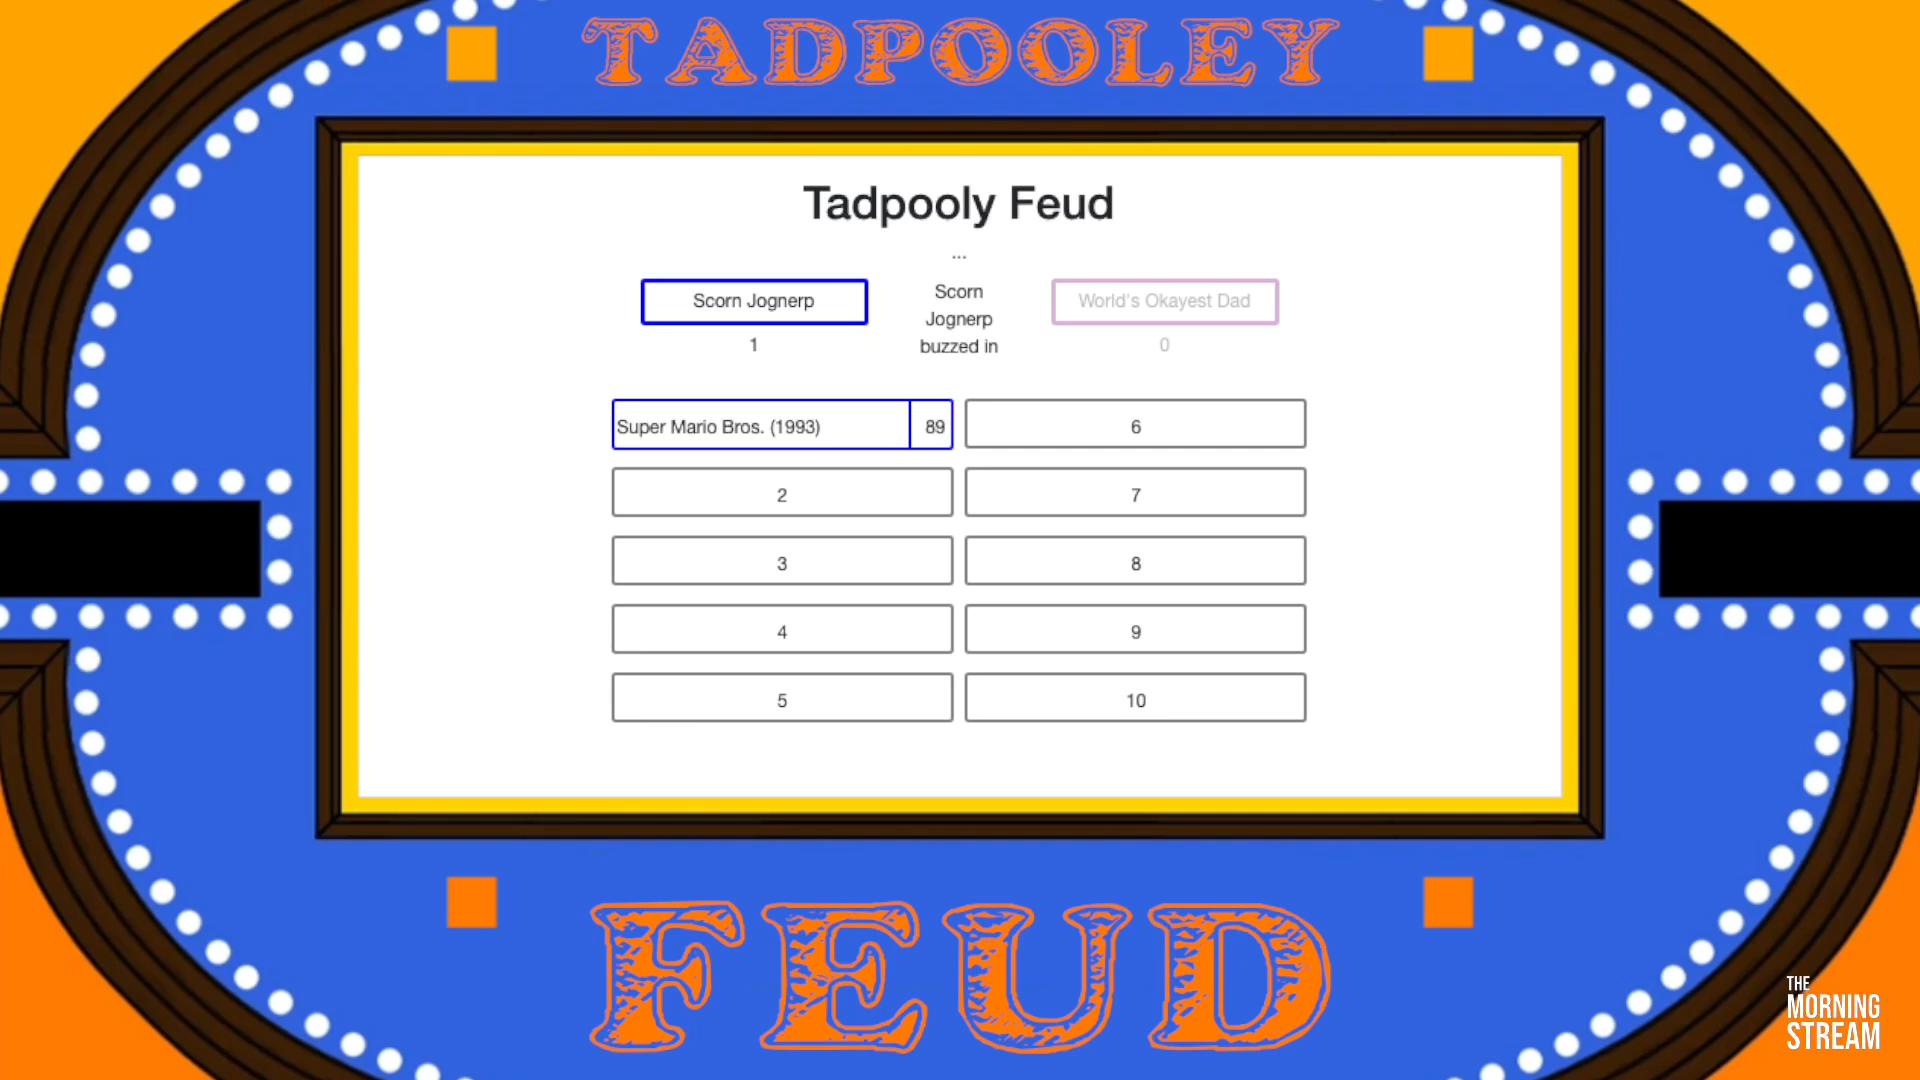 TADPOOLEY
Tadpooly Feud
...
Scorn Jognerp
1
Scorn
Jognerp
buzzed in
World's Okayest Dad
0
Super Mario Bros. (1993) 89
2
3
4
5
6
7
8
9
10
FEUD
THE
MORNING
STREAM